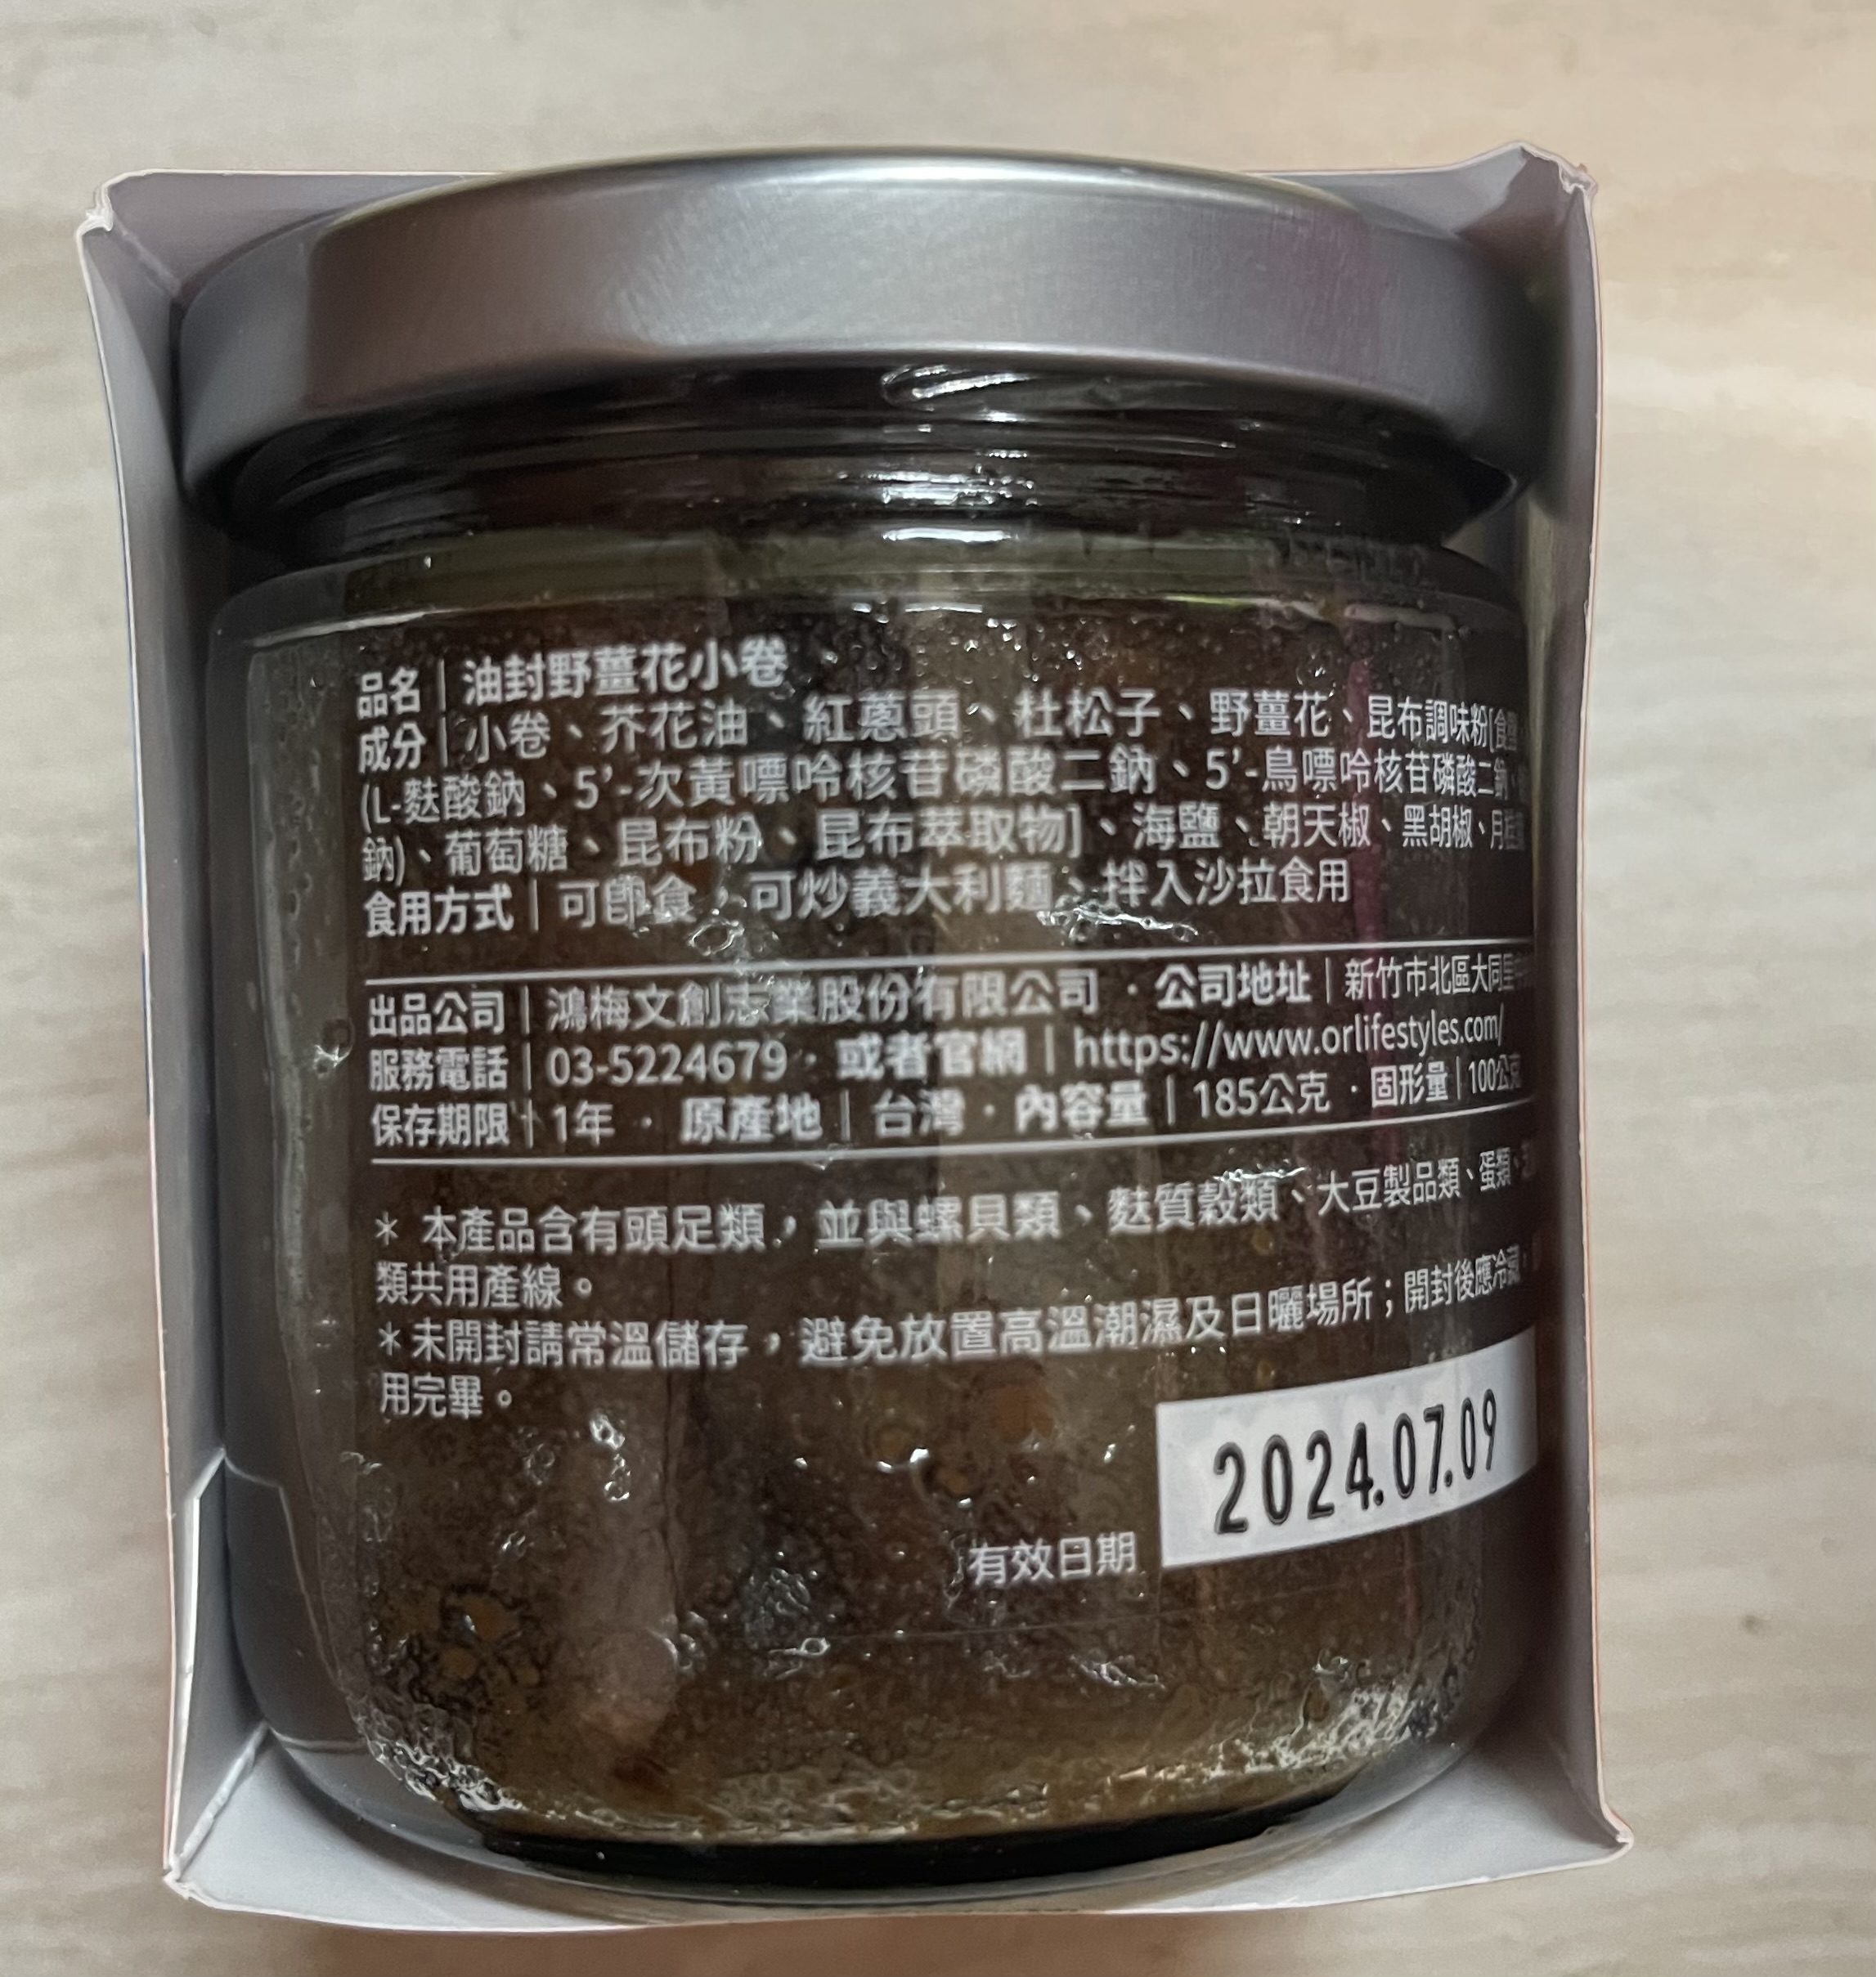 品名｜油封野薑花小卷
成分｜小卷、芥花油、紅蔥頭、杜松子、野薑花、昆布調味粉[食鹽
(L-麩酸鈉、5’-次黃嘌呤核苷磷酸二鈉、5’-鳥嘌呤核苷磷酸二鈉、
鈉)、葡萄糖、昆布粉、昆布萃取物]、海鹽、朝天椒、黑胡椒、月桂葉
食用方式｜可即食，可炒義大利麵、拌入沙拉食用
出品公司｜鴻梅文創志業股份有限公司 · 公司地址｜新竹市北區大同里
服務電話｜03-5224679 · 或者官網｜https://www.orlifestyles.com/
保存期限｜1年 · 原產地｜台灣 · 內容量｜185公克 · 固形量｜100公克
＊ 本產品含有頭足類，並與螺貝類、麩質穀類、大豆製品類、蛋類、
類共用產線。
＊未開封請常溫儲存，避免放置高溫潮濕及日曬場所；開封後應冷藏，
用完畢。
2024.07.09
有效日期